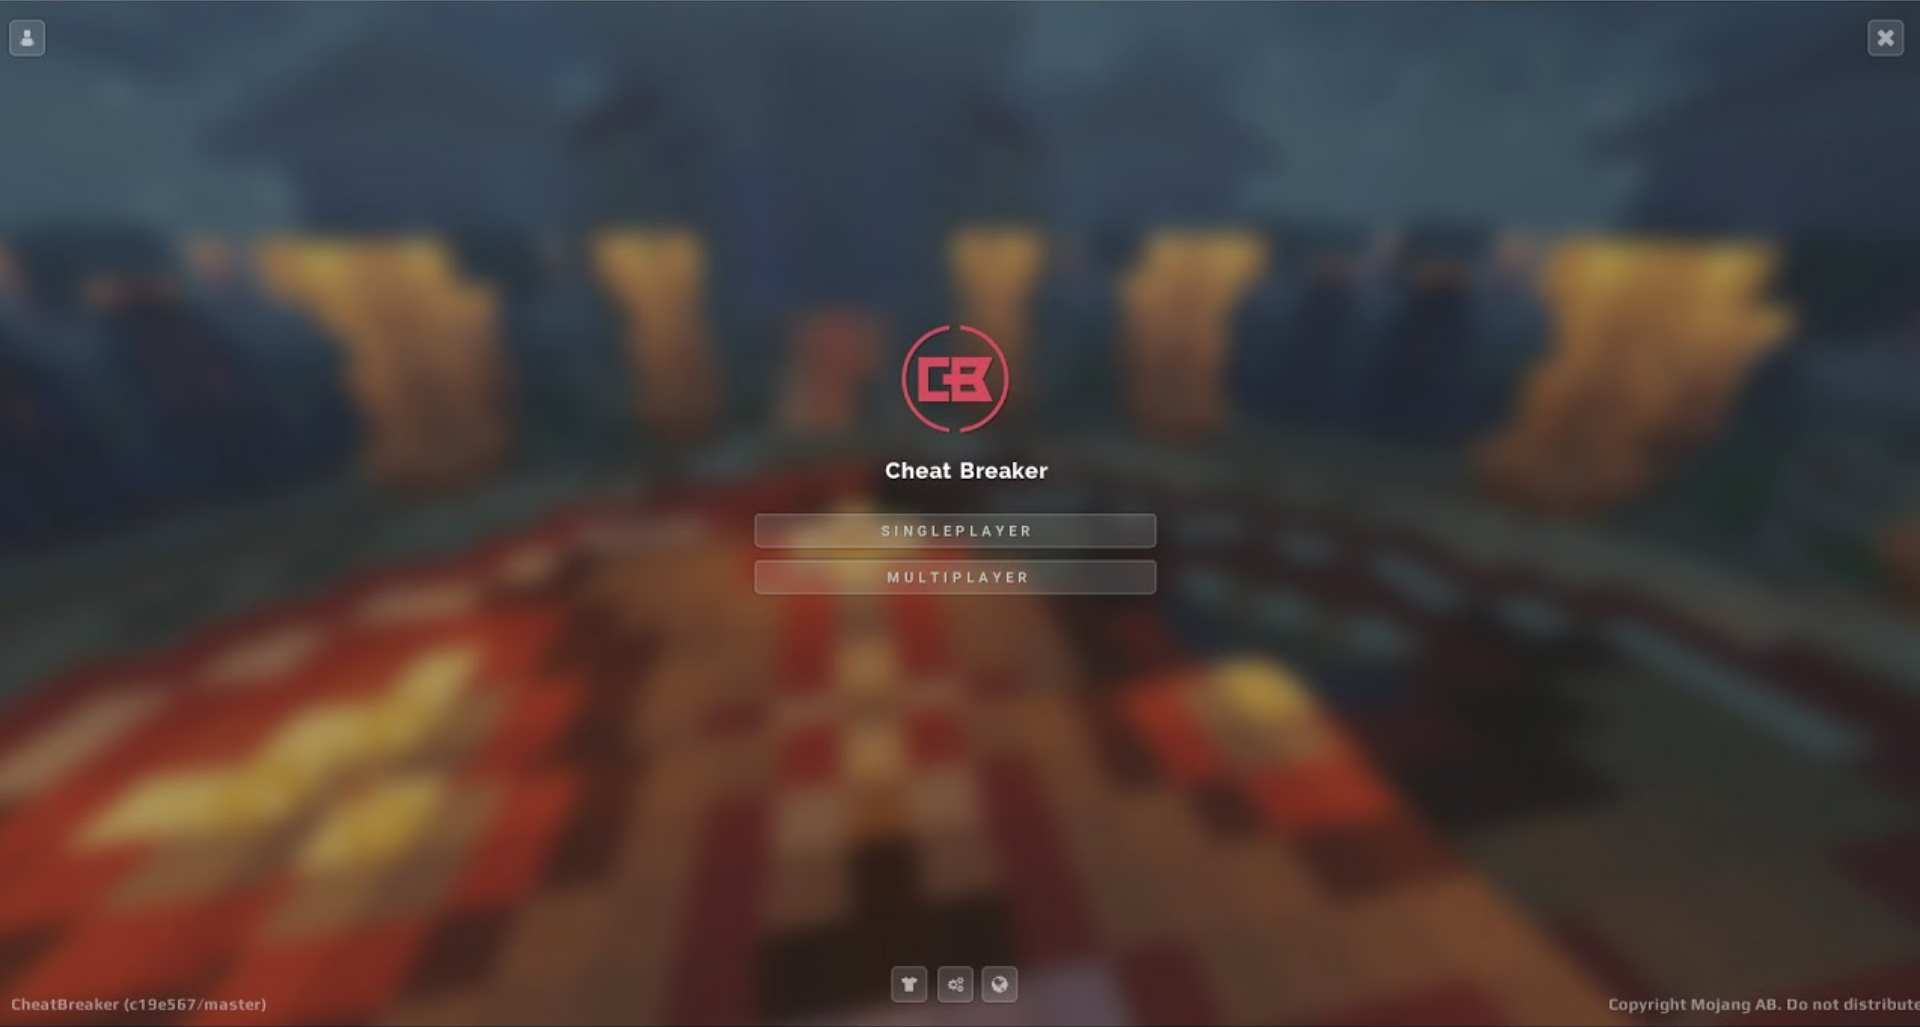 CB
Cheat Breaker
SINGLEPLAYER
MULTIPLAYER
CheatBreaker (c19e567/master)
Copyright Mojang AB. Do not distribute